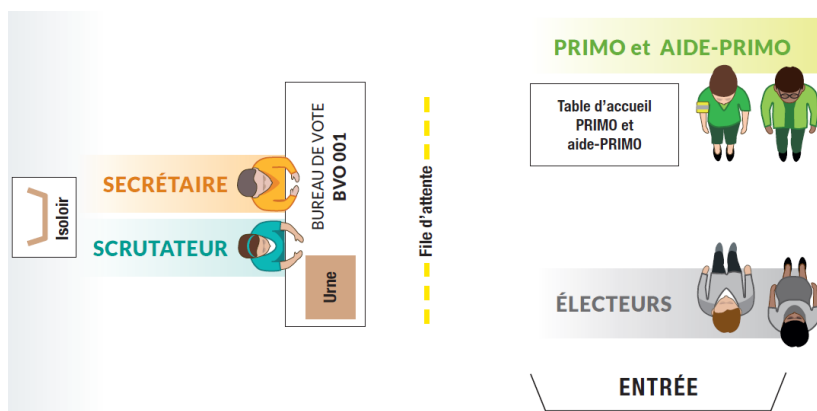 PRIMO et AIDE-PRIMO
Table d'accueil
PRIMO et
aide-PRIMO
BUREAU DE VOTE
BVO 001
SECRÉTAIRE
SCRUTATEUR
Isoloir
Urne
File d'attente
ÉLECTEURS
ENTRÉE